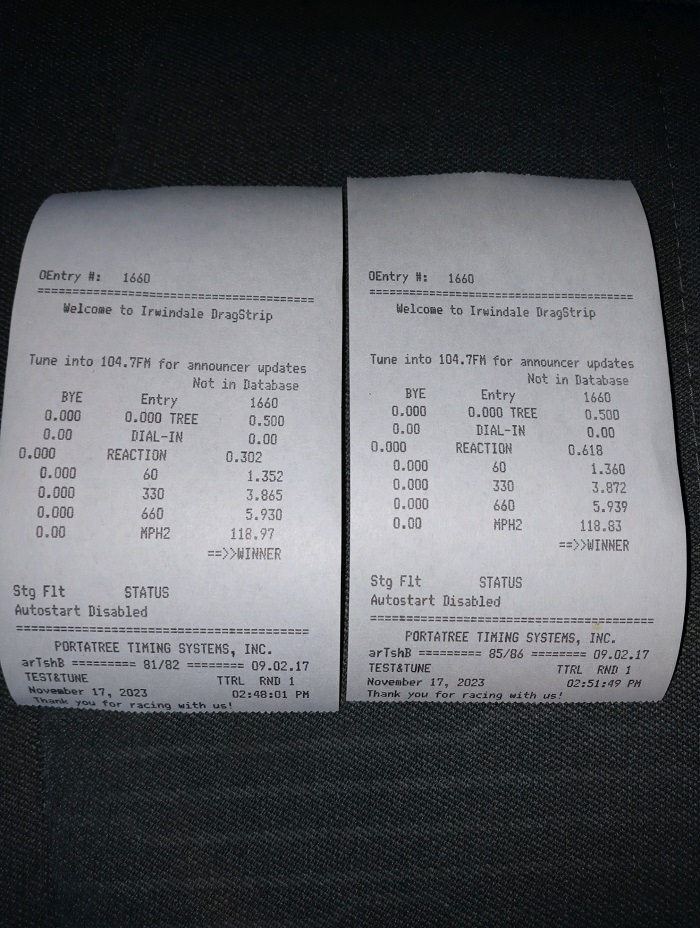 OEntry #: 1660
=====================================
Welcome to Irwindale DragStrip
Tune into 104.7FM for announcer updates
Not in Database
BYE Entry 1660
0.000 0.000 TREE 0.500
0.00 DIAL-IN 0.00
0.000 REACTION 0.302
0.000 60 1.352
0.000 330 3.865
0.000 660 5.930
0.00 MPH2 118.97
==>>WINNER
Stg Flt STATUS
Autostart Disabled
=======================================
PORTATREE TIMING SYSTEMS, INC.
arTshB ========= 81/82 ======== 09.02.17
TEST&TUNE TTRL RND 1
November 17, 2023 02:48:01 PM
Thank you for racing with us!
OEntry #: 1660
=====================================
Welcome to Irwindale DragStrip
Tune into 104.7FM for announcer updates
Not in Database
BYE Entry 1660
0.000 0.000 TREE 0.500
0.00 DIAL-IN 0.00
0.000 REACTION 0.618
0.000 60 1.360
0.000 330 3.872
0.000 660 5.939
0.00 MPH2 118.83
==>>WINNER
Stg Flt STATUS
Autostart Disabled
=======================================
PORTATREE TIMING SYSTEMS, INC.
arTshB ========= 85/86 ======== 09.02.17
TEST&TUNE TTRL RND 1
November 17, 2023 02:51:49 PM
Thank you for racing with us!